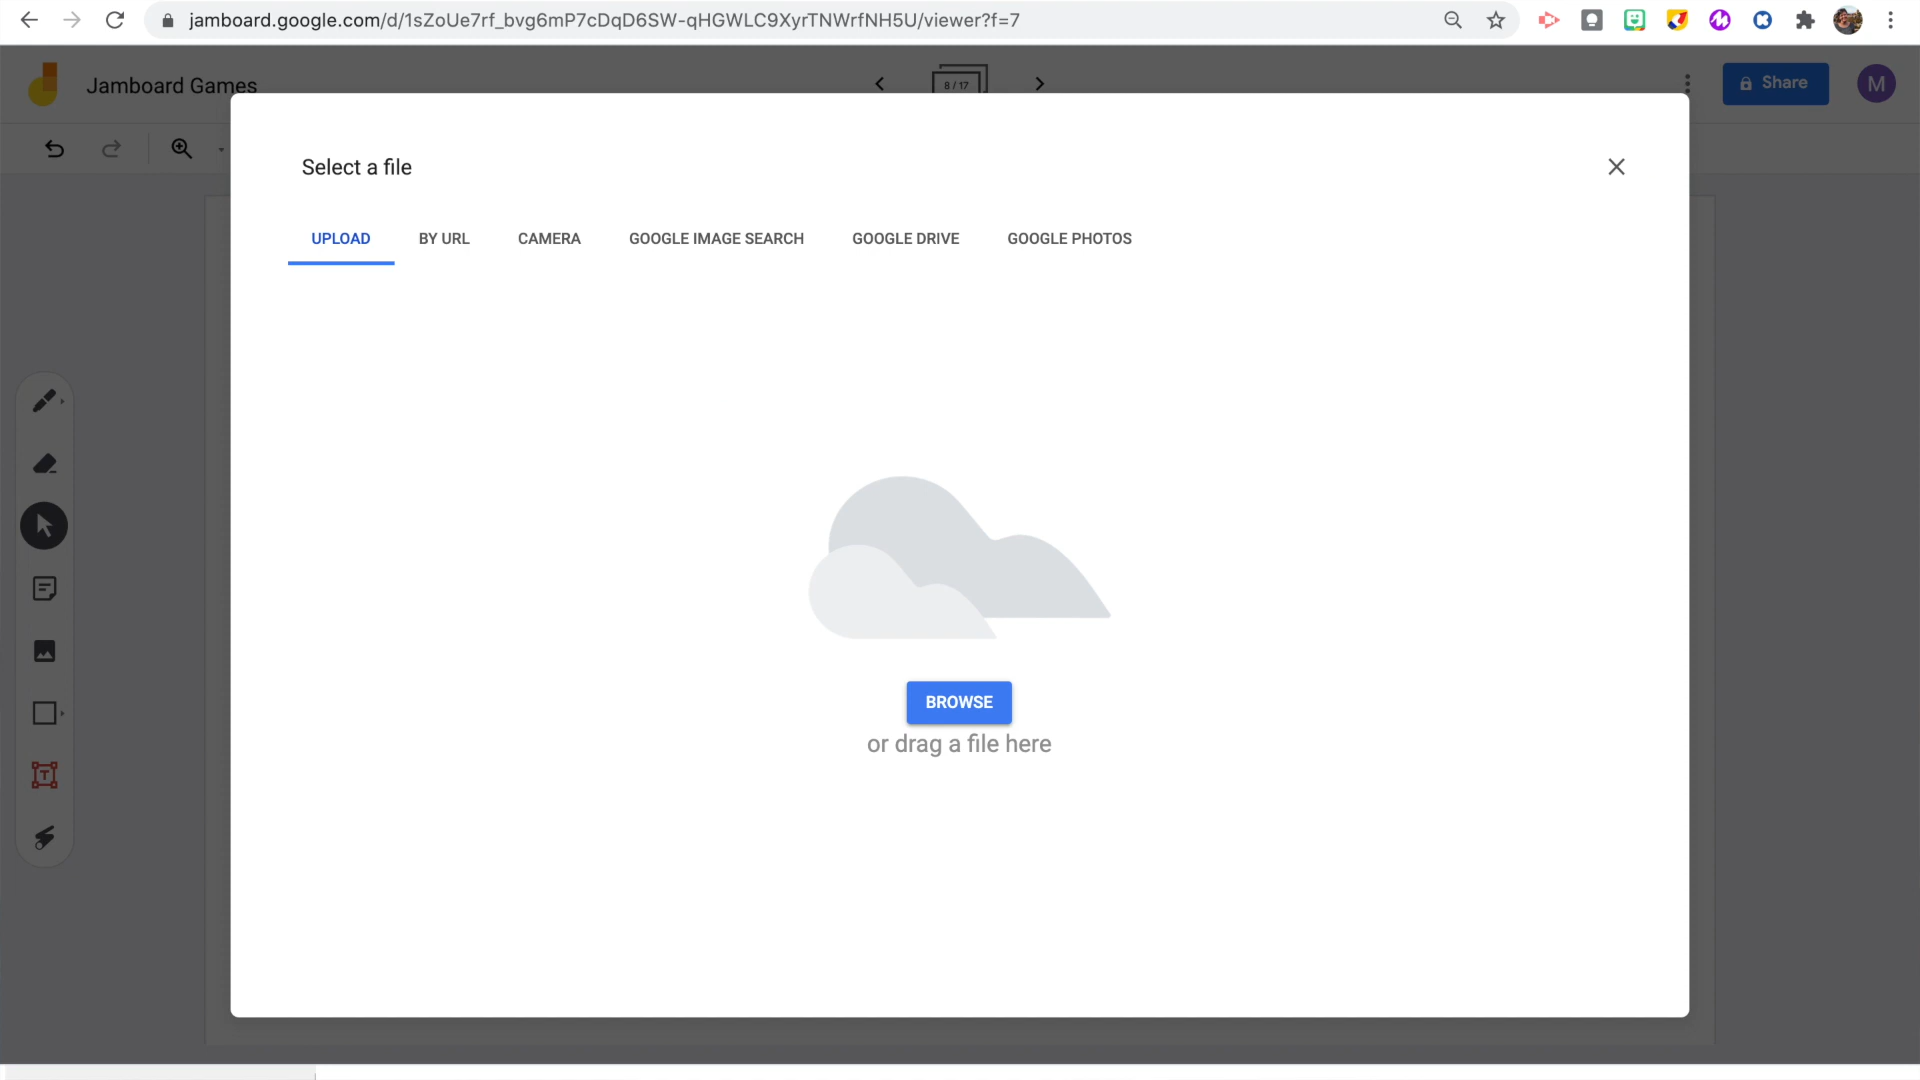 jamboard.google.com/d/1sZoUe7rf_bvg6mP7cDqD6SW-qHGWLC9XyrTNWrfNH5U/viewer?f=7
Jamboard Games
8 / 17
Share
M
Select a file
UPLOAD
BY URL
CAMERA
GOOGLE IMAGE SEARCH
GOOGLE DRIVE
GOOGLE PHOTOS
T
BROWSE
or drag a file here